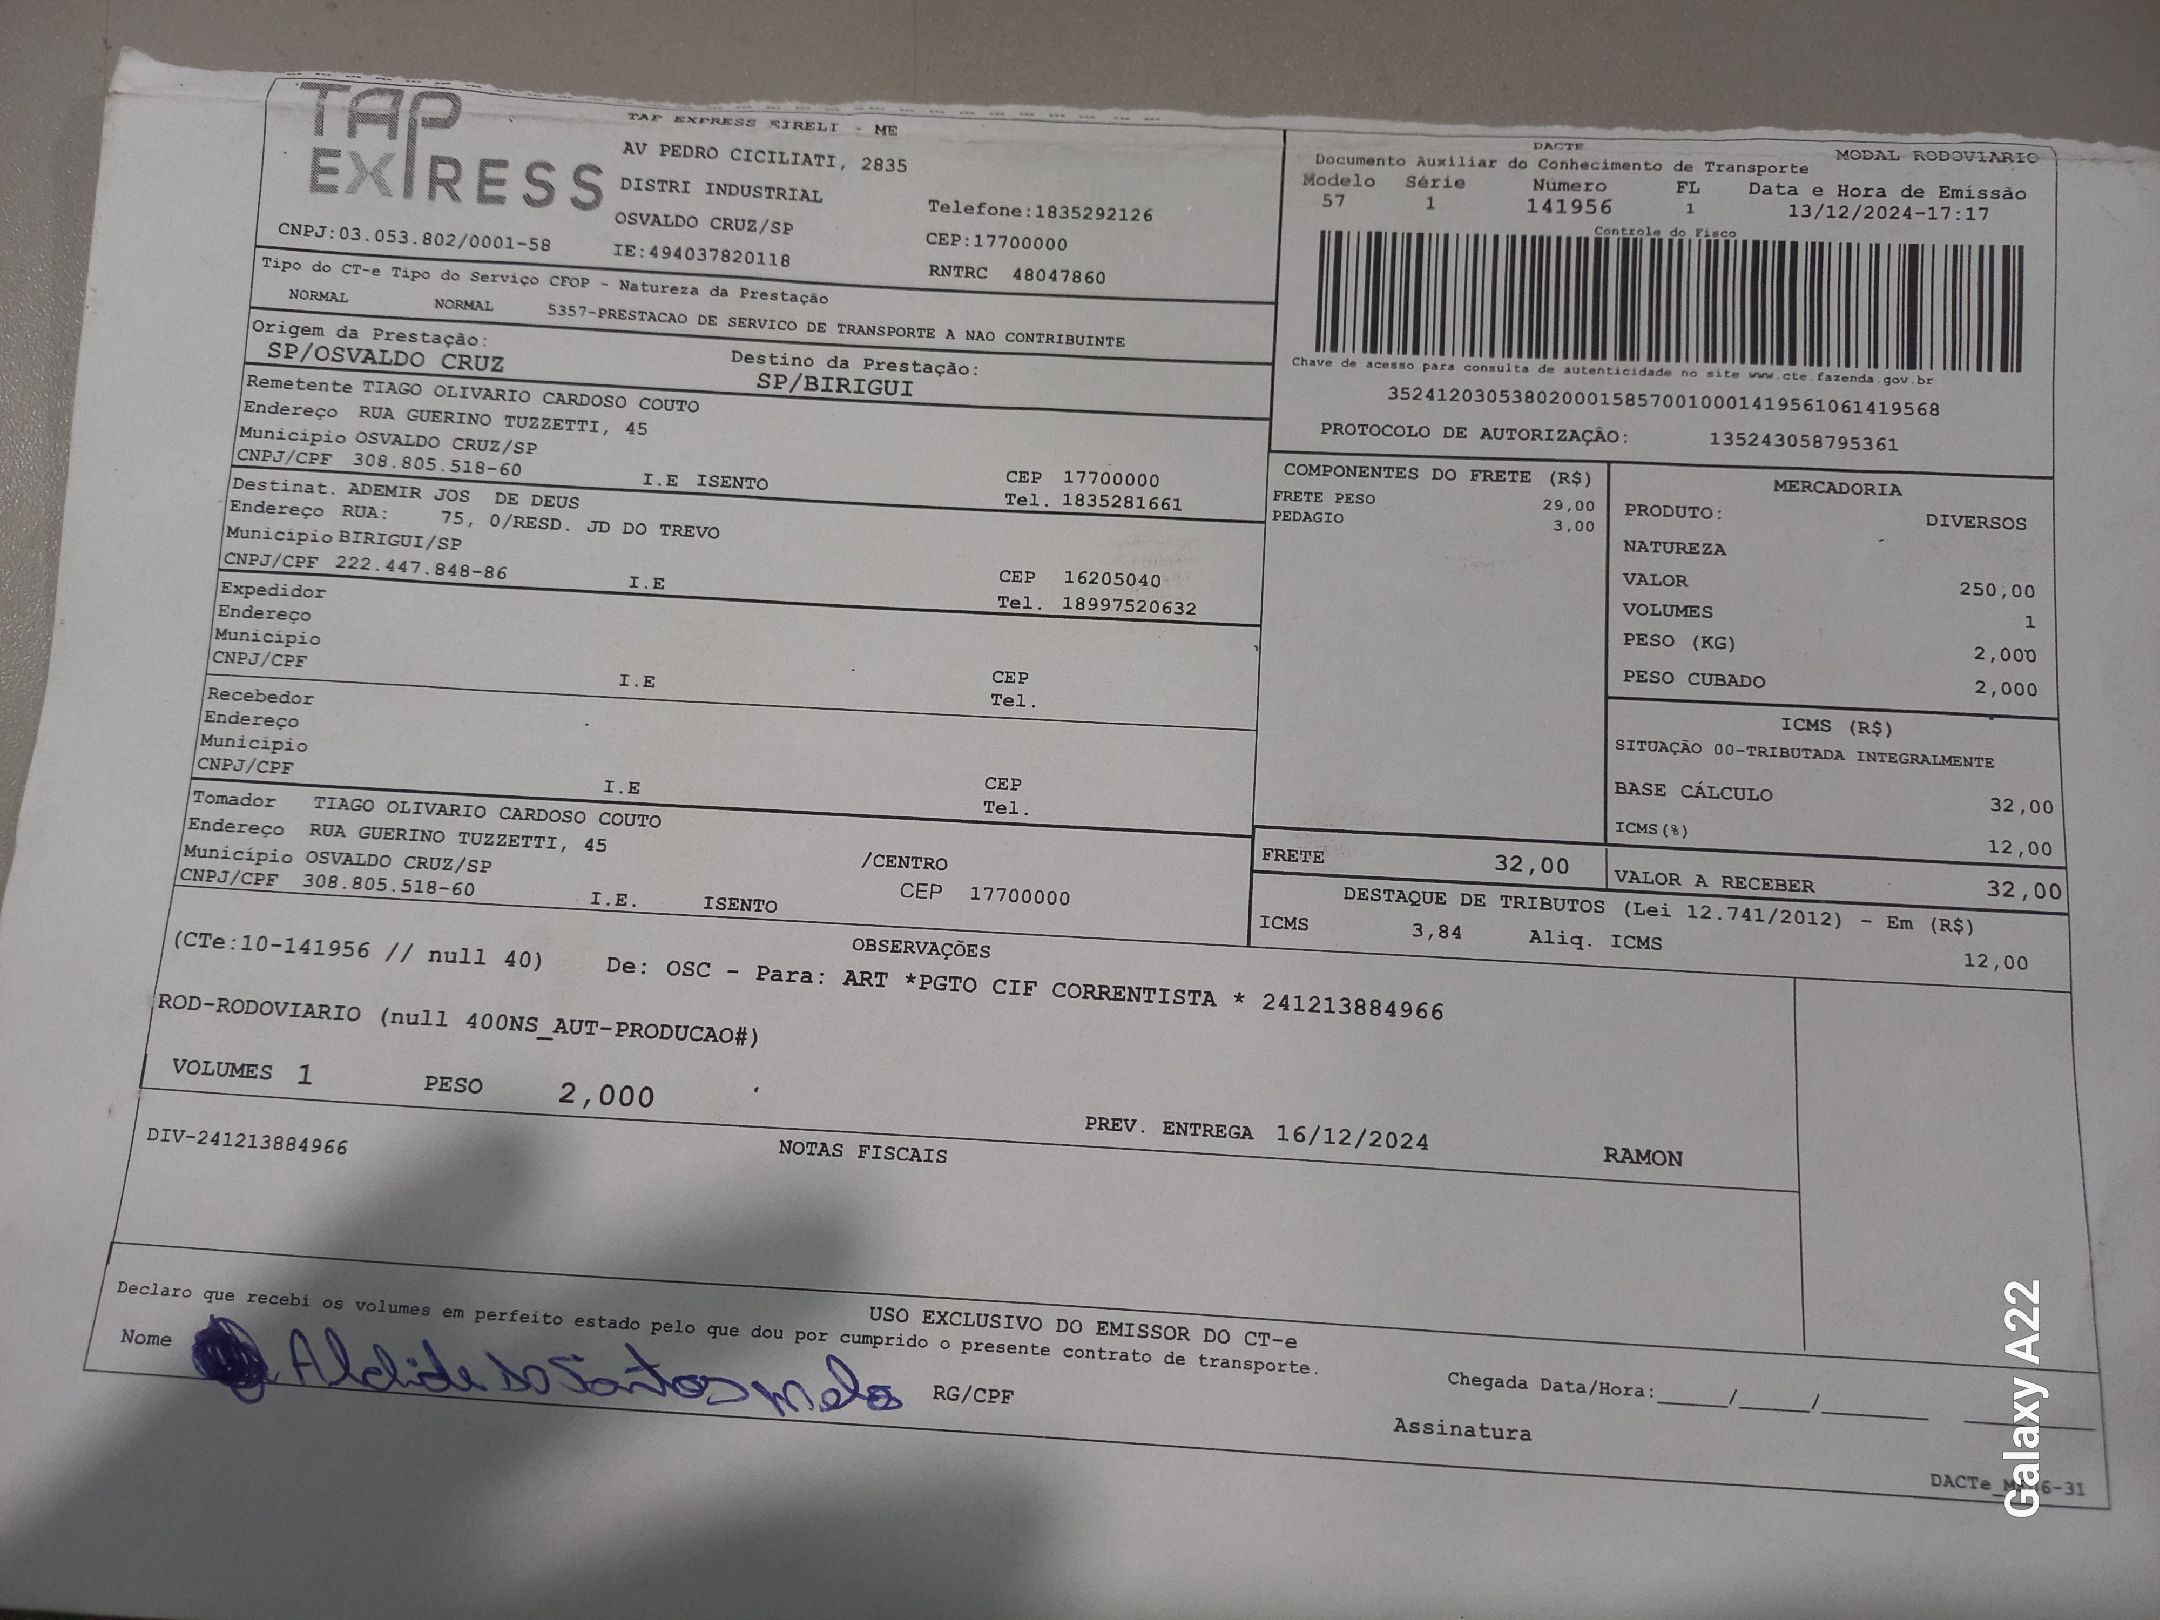 TAP
EXPRESS
TAP EXPRESS EIRELI - ME
AV PEDRO CICILIATI, 2835
DISTRI INDUSTRIAL
OSVALDO CRUZ/SP
Telefone:1835292126
CEP:17700000
CNPJ:03.053.802/0001-58
IE:494037820118
RNTRC 48047860
DACTE
MODAL RODOVIARIO
Documento Auxiliar do Conhecimento de Transporte
Modelo Série Número FL Data e Hora de Emissão
57 1 141956 1 13/12/2024-17:17
Controle do Fisco
Chave de acesso para consulta de autenticidade no site www.cte.fazenda.gov.br
35241203053802000158570010001419561061419568
PROTOCOLO DE AUTORIZAÇÃO: 135243058795361
Tipo do CT-e Tipo do Serviço CFOP - Natureza da Prestação
NORMAL NORMAL 5357-PRESTACAO DE SERVICO DE TRANSPORTE A NAO CONTRIBUINTE
Origem da Prestação: Destino da Prestação:
SP/OSVALDO CRUZ SP/BIRIGUI
Remetente TIAGO OLIVARIO CARDOSO COUTO
Endereço RUA GUERINO TUZZETTI, 45
Município OSVALDO CRUZ/SP CEP 17700000
CNPJ/CPF 308.805.518-60 I.E ISENTO Tel. 1835281661
Destinat. ADEMIR JOS DE DEUS
Endereço RUA: 75, 0/RESD. JD DO TREVO
Município BIRIGUI/SP CEP 16205040
CNPJ/CPF 222.447.848-86 I.E Tel. 18997520632
Expedidor
Endereço
Município CEP
CNPJ/CPF I.E Tel.
Recebedor
Endereço
Município CEP
CNPJ/CPF I.E Tel.
Tomador TIAGO OLIVARIO CARDOSO COUTO
Endereço RUA GUERINO TUZZETTI, 45 /CENTRO
Município OSVALDO CRUZ/SP CEP 17700000
CNPJ/CPF 308.805.518-60 I.E. ISENTO
COMPONENTES DO FRETE (R$)
FRETE PESO 29,00
PEDAGIO 3,00
MERCADORIA
PRODUTO: DIVERSOS
NATUREZA
VALOR 250,00
VOLUMES 1
PESO (KG) 2,000
PESO CUBADO 2,000
ICMS (R$)
SITUAÇÃO 00-TRIBUTADA INTEGRALMENTE
BASE CÁLCULO 32,00
ICMS(%) 12,00
FRETE 32,00 VALOR A RECEBER 32,00
DESTAQUE DE TRIBUTOS (Lei 12.741/2012) - Em (R$)
ICMS 3,84 Aliq. ICMS 12,00
OBSERVAÇÕES
(CTe:10-141956 // null 40) De: OSC - Para: ART *PGTO CIF CORRENTISTA * 241213884966
ROD-RODOVIARIO (null 400NS_AUT-PRODUCAO#)
VOLUMES 1 PESO 2,000 PREV. ENTREGA 16/12/2024 RAMON
NOTAS FISCAIS
DIV-241213884966
USO EXCLUSIVO DO EMISSOR DO CT-e
Declaro que recebi os volumes em perfeito estado pelo que dou por cumprido o presente contrato de transporte.
Nome Alclide do Santos melo RG/CPF
Chegada Data/Hora:____/____/______
Assinatura
Galaxy A22